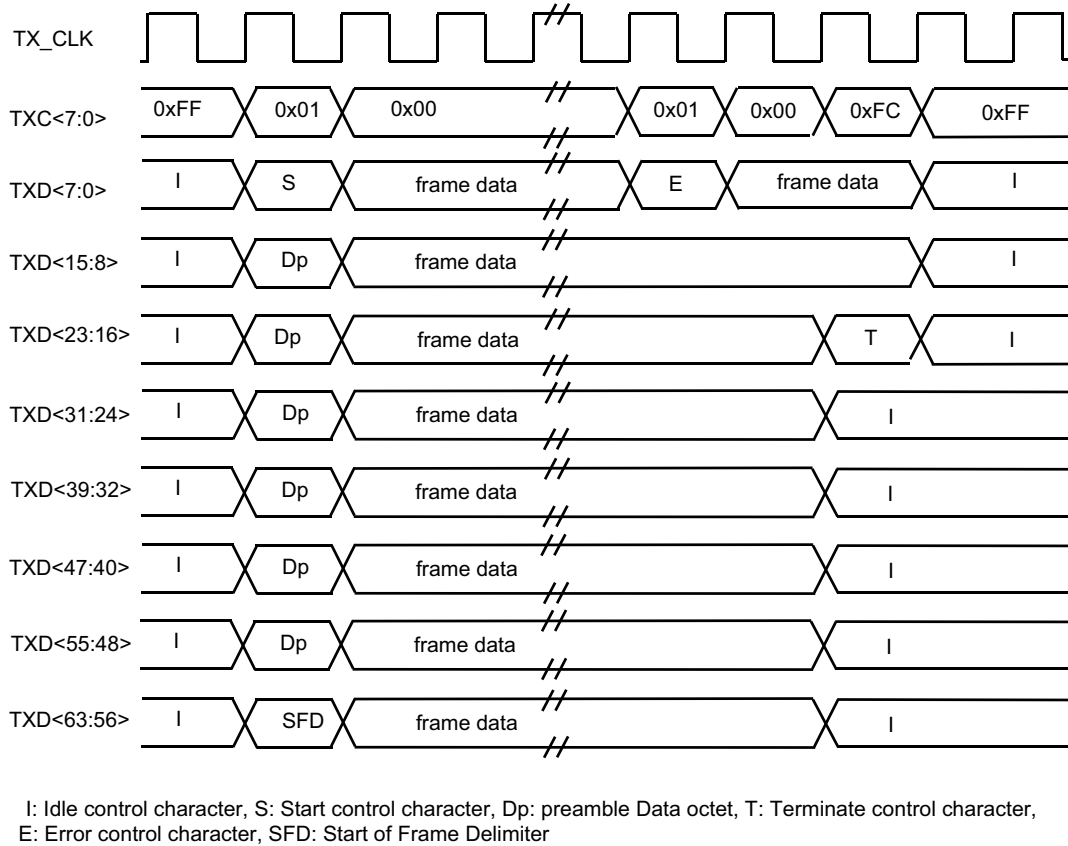 TX_CLK
TXC<7:0> 0xFF 0x01 0x00 0x01 0x00 0xFC 0xFF
TXD<7:0> I S frame data E frame data I
TXD<15:8> I Dp frame data I
TXD<23:16> I Dp frame data T I
TXD<31:24> I Dp frame data I
TXD<39:32> I Dp frame data I
TXD<47:40> I Dp frame data I
TXD<55:48> I Dp frame data I
TXD<63:56> I SFD frame data I
I: Idle control character, S: Start control character, Dp: preamble Data octet, T: Terminate control character,
E: Error control character, SFD: Start of Frame Delimiter